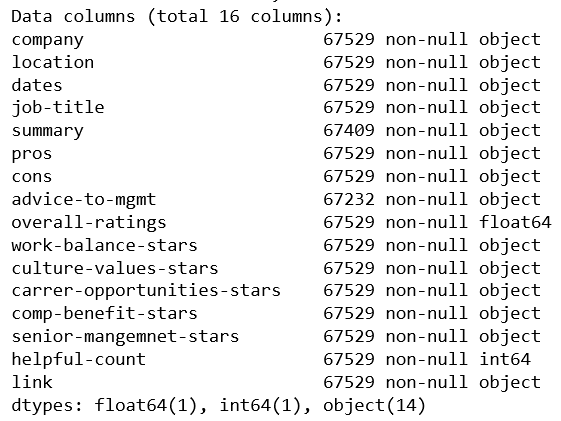 Data columns (total 16 columns):
company 67529 non-null object
location 67529 non-null object
dates 67529 non-null object
job-title 67529 non-null object
summary 67409 non-null object
pros 67529 non-null object
cons 67529 non-null object
advice-to-mgmt 67232 non-null object
overall-ratings 67529 non-null float64
work-balance-stars 67529 non-null object
culture-values-stars 67529 non-null object
carrer-opportunities-stars 67529 non-null object
comp-benefit-stars 67529 non-null object
senior-mangemnet-stars 67529 non-null object
helpful-count 67529 non-null int64
link 67529 non-null object
dtypes: float64(1), int64(1), object(14)